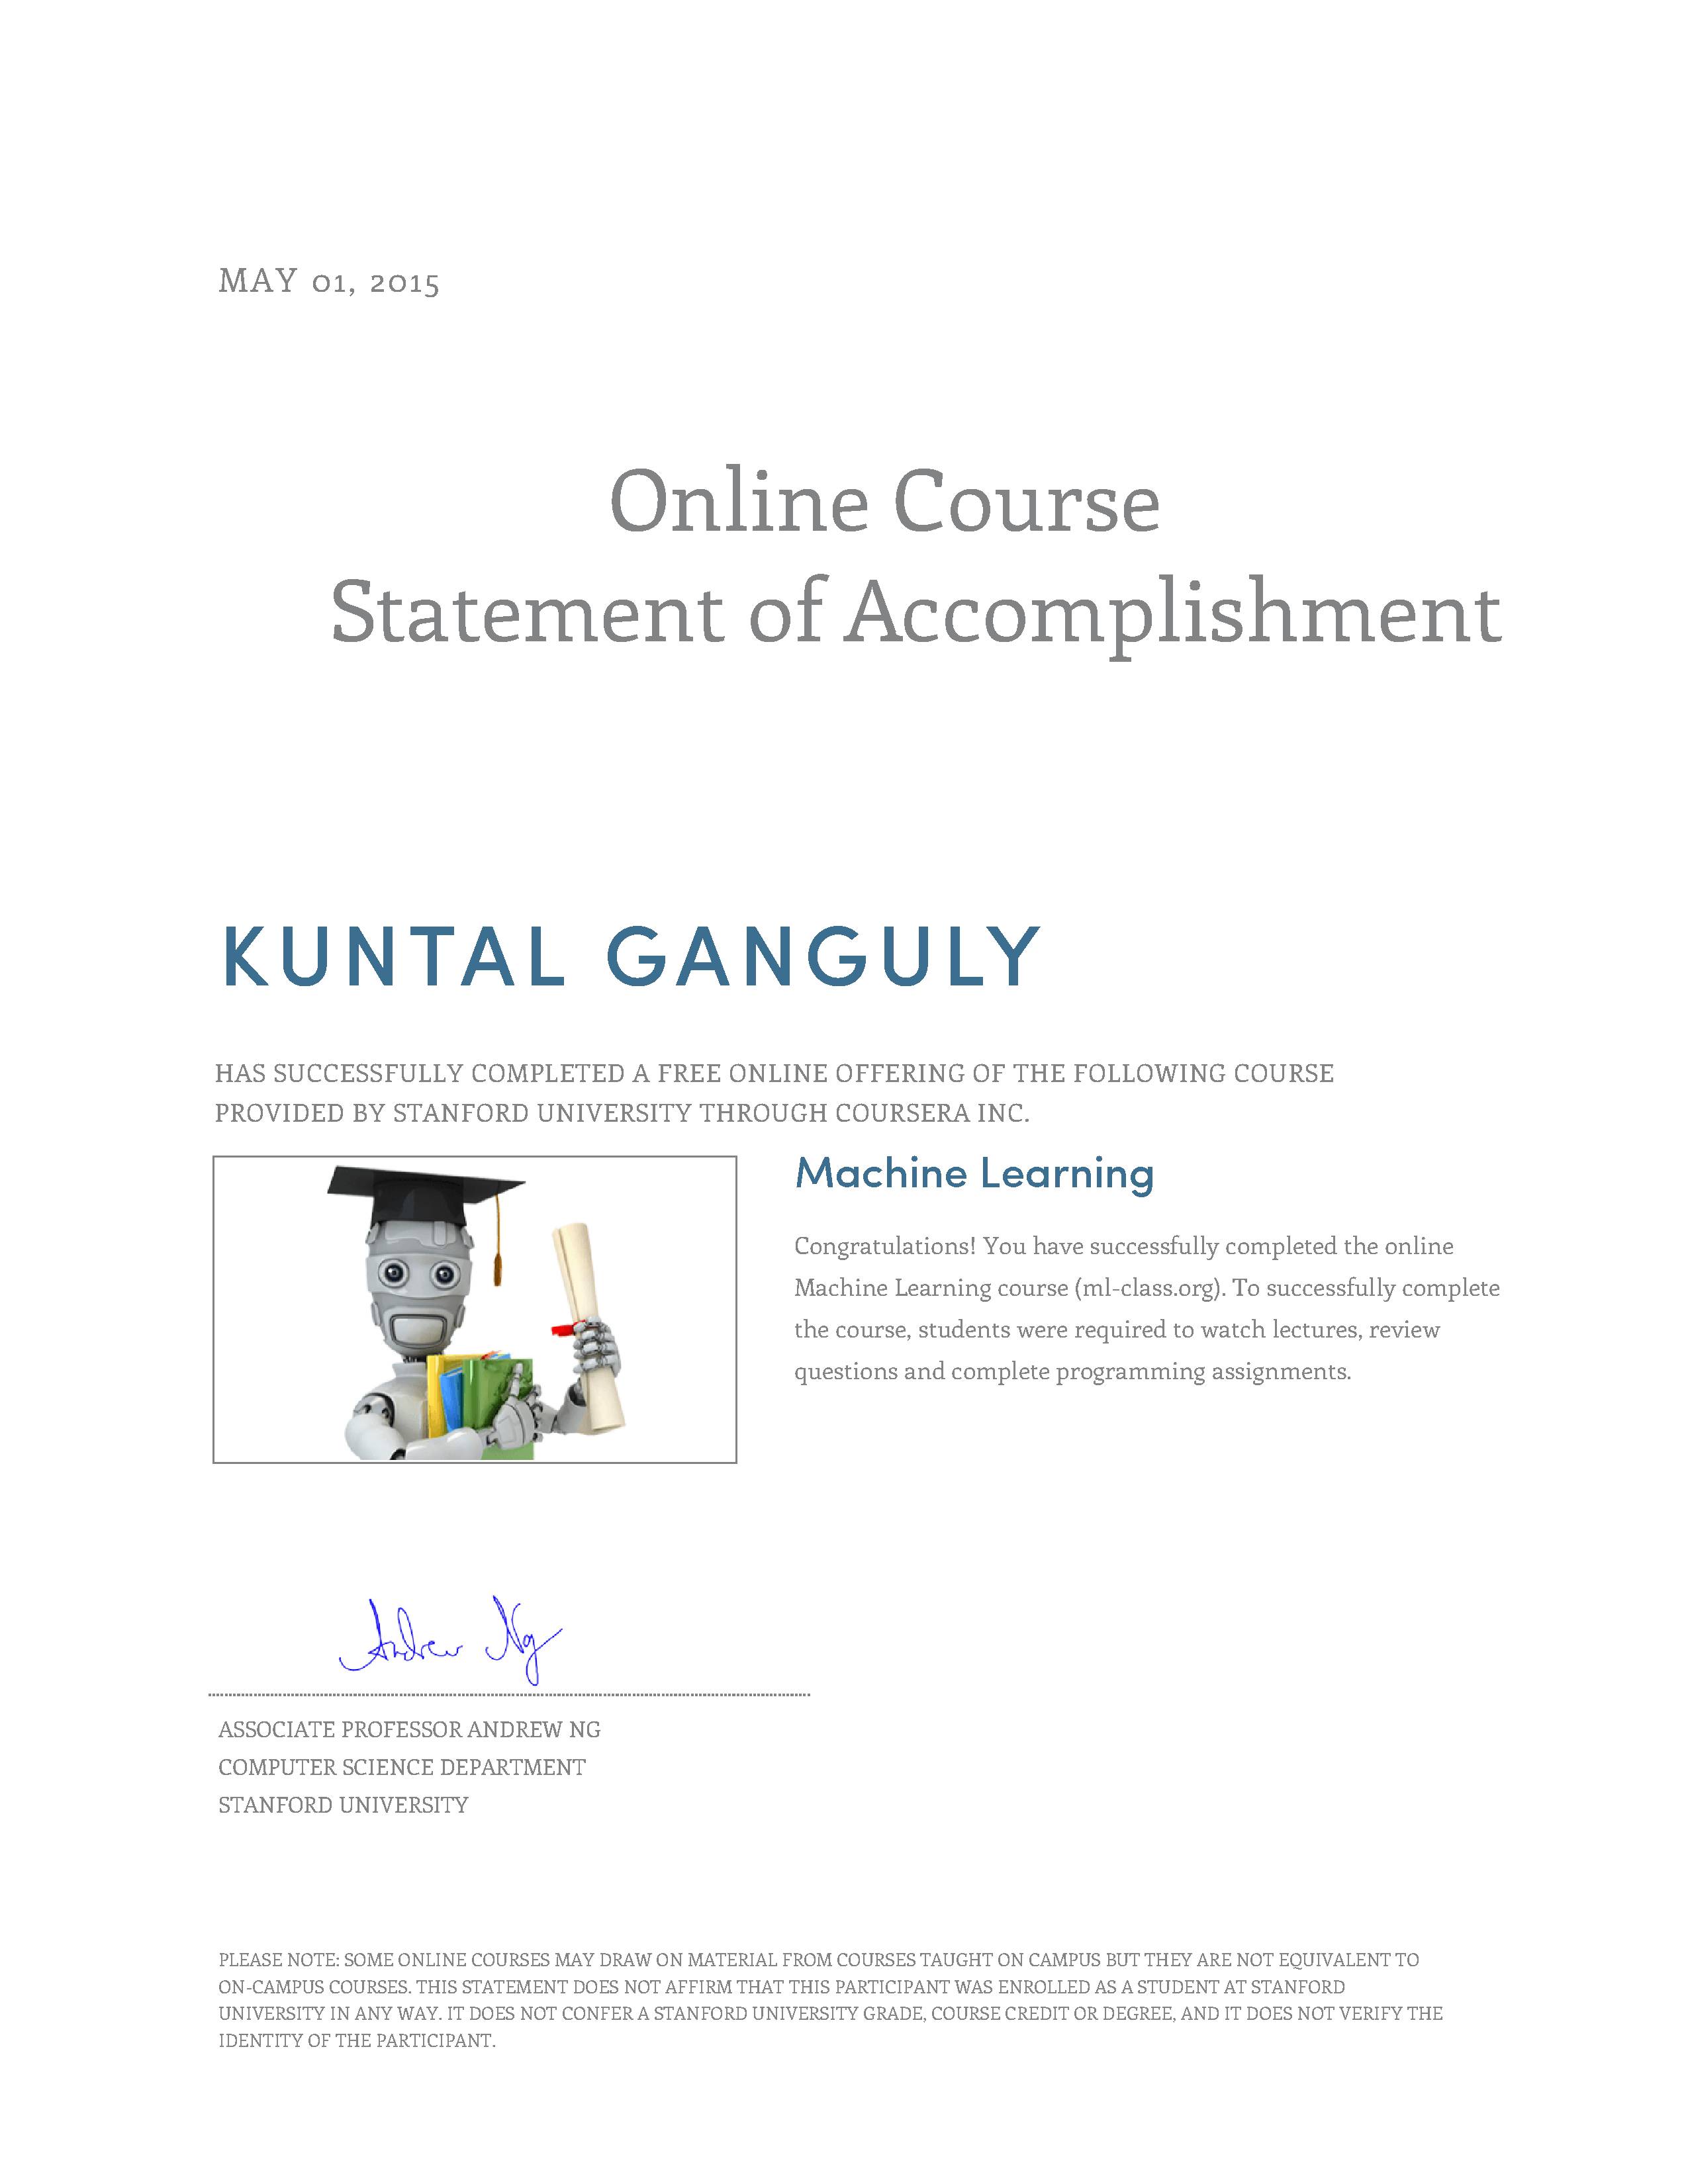 MAY 01, 2015
Online Course
Statement of Accomplishment
KUNTAL GANGULY
HAS SUCCESSFULLY COMPLETED A FREE ONLINE OFFERING OF THE FOLLOWING COURSE
PROVIDED BY STANFORD UNIVERSITY THROUGH COURSERA INC.
Machine Learning
Congratulations! You have successfully completed the online
Machine Learning course (ml-class.org). To successfully complete
the course, students were required to watch lectures, review
questions and complete programming assignments.
Andrew Ng
ASSOCIATE PROFESSOR ANDREW NG
COMPUTER SCIENCE DEPARTMENT
STANFORD UNIVERSITY
PLEASE NOTE: SOME ONLINE COURSES MAY DRAW ON MATERIAL FROM COURSES TAUGHT ON CAMPUS BUT THEY ARE NOT EQUIVALENT TO
ON-CAMPUS COURSES. THIS STATEMENT DOES NOT AFFIRM THAT THIS PARTICIPANT WAS ENROLLED AS A STUDENT AT STANFORD
UNIVERSITY IN ANY WAY. IT DOES NOT CONFER A STANFORD UNIVERSITY GRADE, COURSE CREDIT OR DEGREE, AND IT DOES NOT VERIFY THE
IDENTITY OF THE PARTICIPANT.